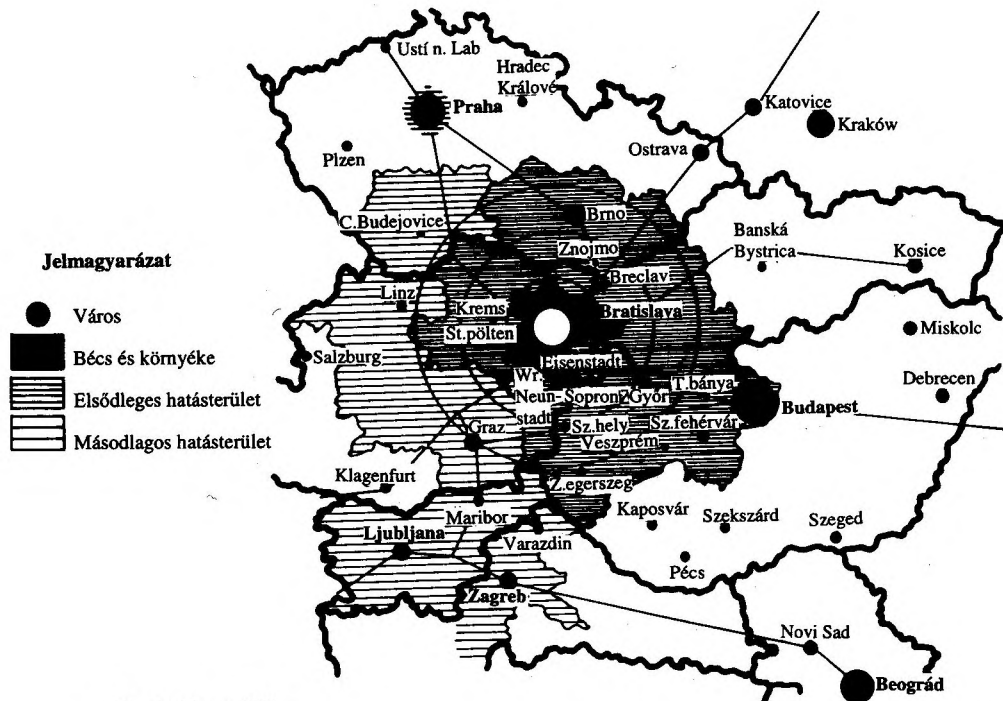 Ustí n. Lab
Hradec
Králové
Praha
Katovice
Kraków
Ostrava
Plzen
C.Budejovice
Brno
Znojmo
Banská
Bystrica
Kosice
Breclav
Jelmagyarázat
Város
Bécs és környéke
Elsődleges hatásterület
Másodlagos hatásterület
Linz
Krems
Bratislava
St.pölten
Miskolc
Salzburg
Eisenstadt
Wr.
Neun-
stadt
Sopron
Győr
T.bánya
Debrecen
Budapest
Graz
Sz.hely
Sz.fehérvár
Veszprém
Klagenfurt
Z.egerszeg
Maribor
Kaposvár
Szekszárd
Szeged
Ljubljana
Varazdin
Pécs
Zagreb
Novi Sad
Beográd